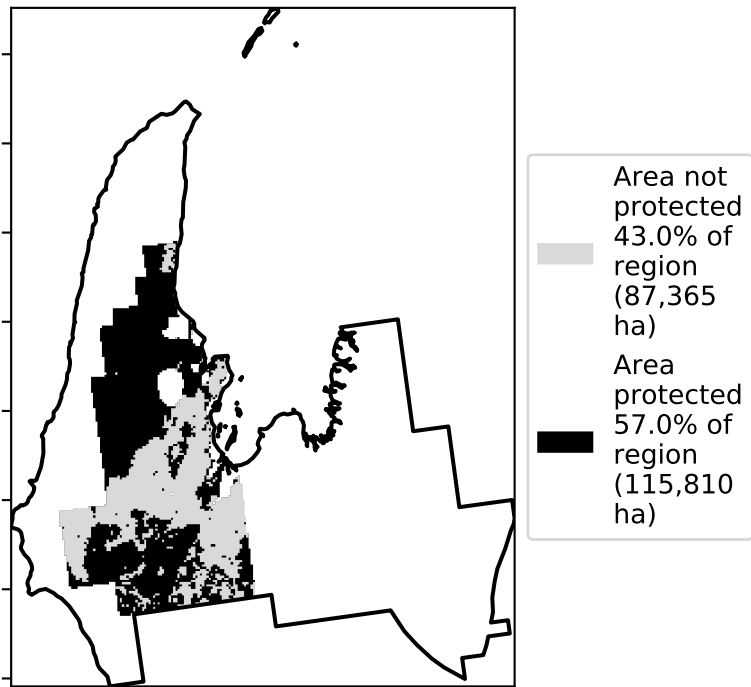 Area not
protected
43.0% of
region
(87,365
ha)
Area
protected
57.0% of
region
(115,810
ha)